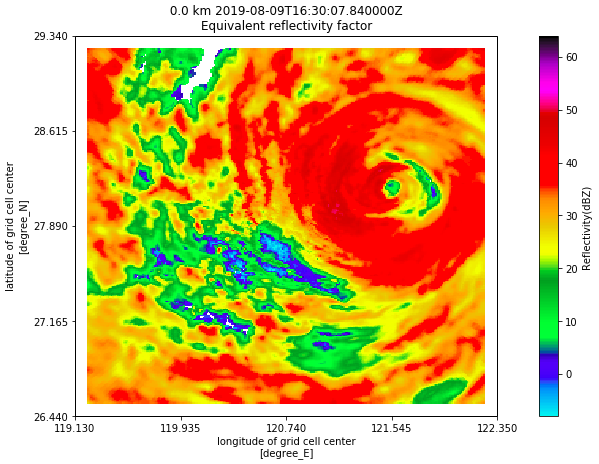 0.0 km 2019-08-09T16:30:07.840000Z
Equivalent reflectivity factor
29.340
28.615
27.890
27.165
26.440
latitude of grid cell center
[degree_N]
119.130
119.935
120.740
121.545
122.350
longitude of grid cell center
[degree_E]
60
50
40
30
20
10
0
Reflectivity(dBZ)